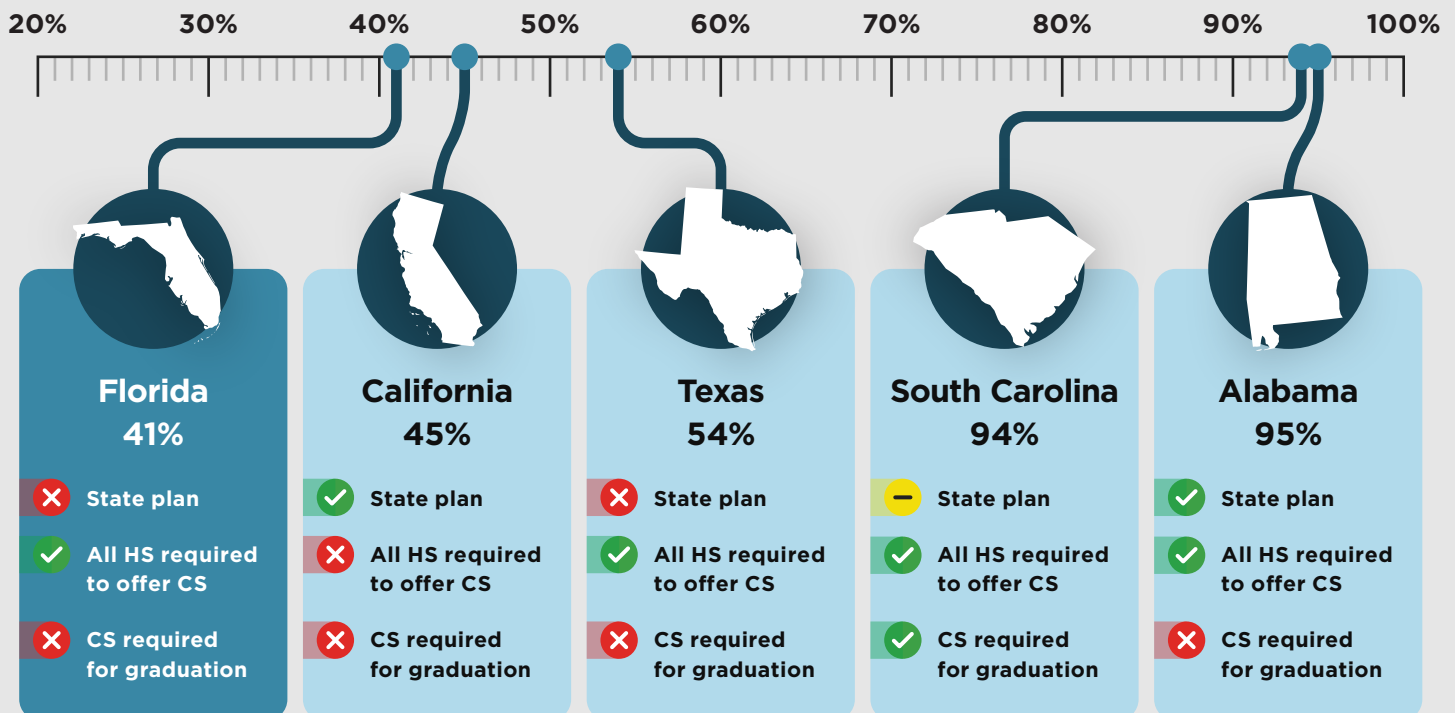 20% 30% 40% 50% 60% 70% 80% 90% 100%
Florida
41%
State plan
All HS required
to offer CS
CS required
for graduation
California
45%
State plan
All HS required
to offer CS
CS required
for graduation
Texas
54%
State plan
All HS required
to offer CS
CS required
for graduation
South Carolina
94%
State plan
All HS required
to offer CS
CS required
for graduation
Alabama
95%
State plan
All HS required
to offer CS
CS required
for graduation